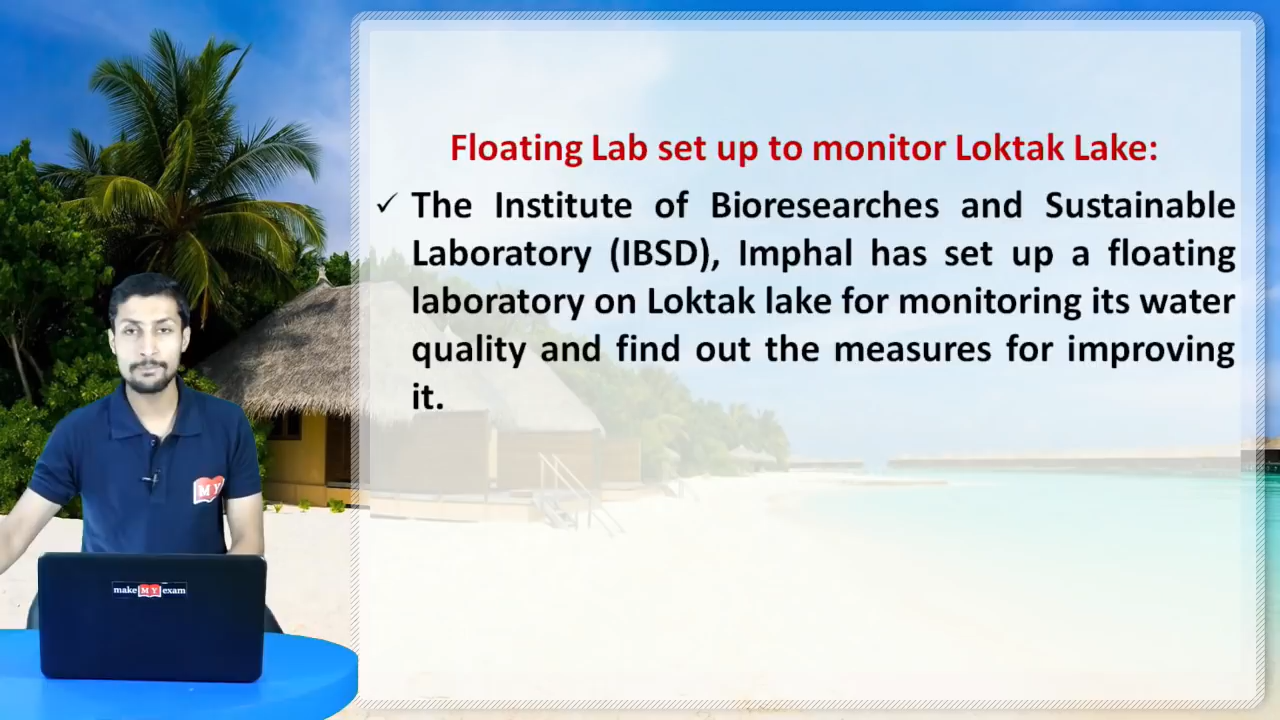 Floating Lab set up to monitor Loktak Lake:
✓ The Institute of Bioresearches and Sustainable
Laboratory (IBSD), Imphal has set up a floating
laboratory on Loktak lake for monitoring its water
quality and find out the measures for improving
it.
MY
make MY exam